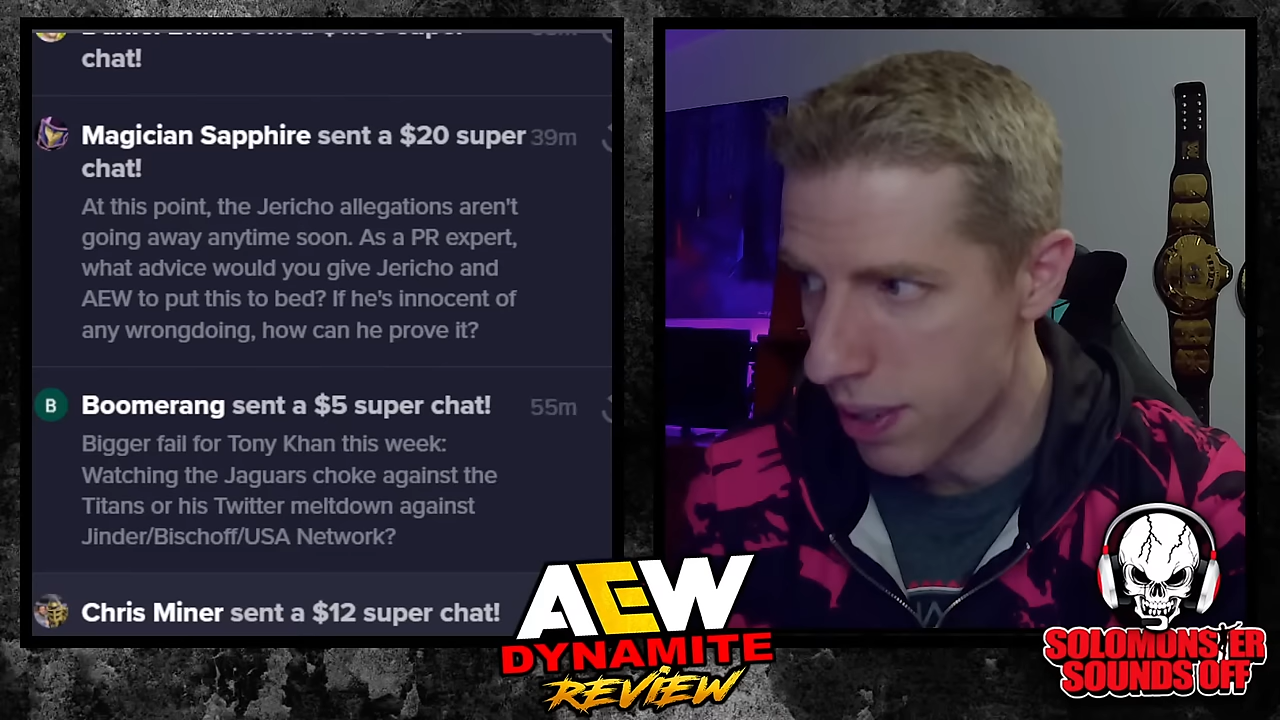 chat!
Magician Sapphire sent a $20 super 39m
chat!
At this point, the Jericho allegations aren't
going away anytime soon. As a PR expert,
what advice would you give Jericho and
AEW to put this to bed? If he's innocent of
any wrongdoing, how can he prove it?
B
Boomerang sent a $5 super chat! 55m
Bigger fail for Tony Khan this week:
Watching the Jaguars choke against the
Titans or his Twitter meltdown against
Jinder/Bischoff/USA Network?
Chris Miner sent a $12 super chat!
AEW
DYNAMITE
REVIEW
SOLOMONSTER
SOUNDS OFF